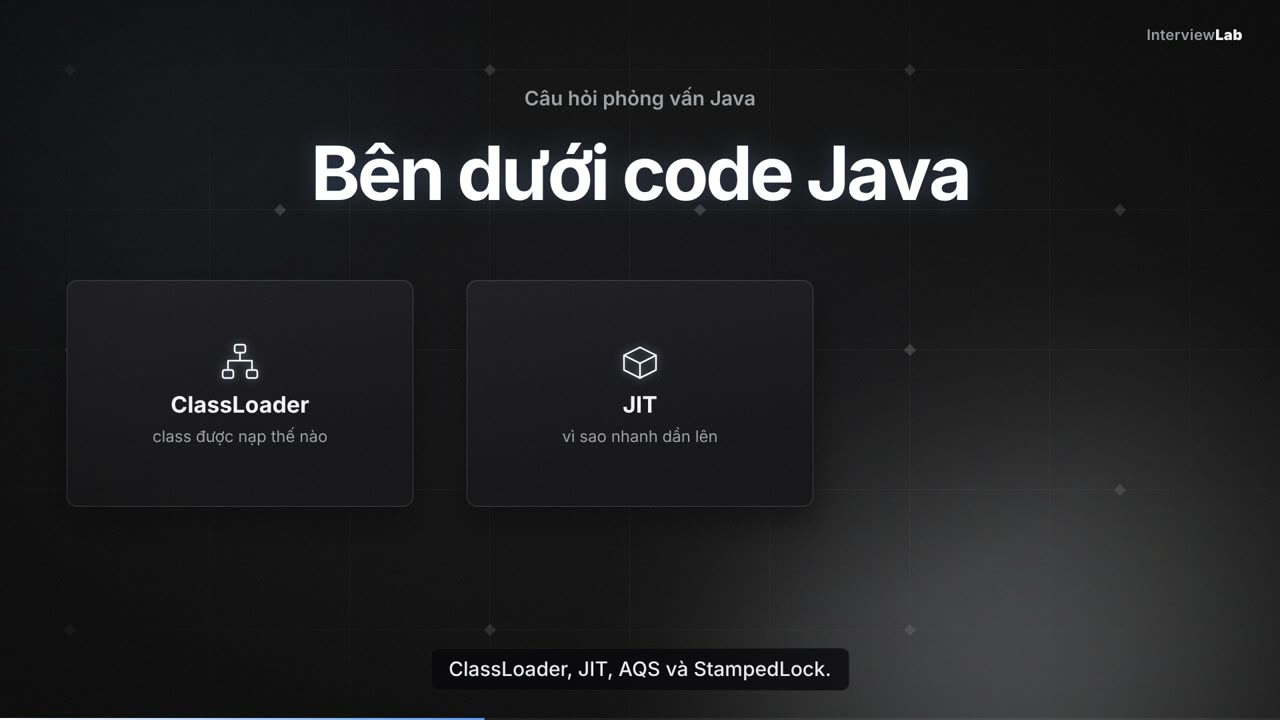 InterviewLab
Câu hỏi phỏng vấn Java
Bên dưới code Java
ClassLoader
class được nạp thế nào
JIT
vì sao nhanh dần lên
ClassLoader, JIT, AQS và StampedLock.